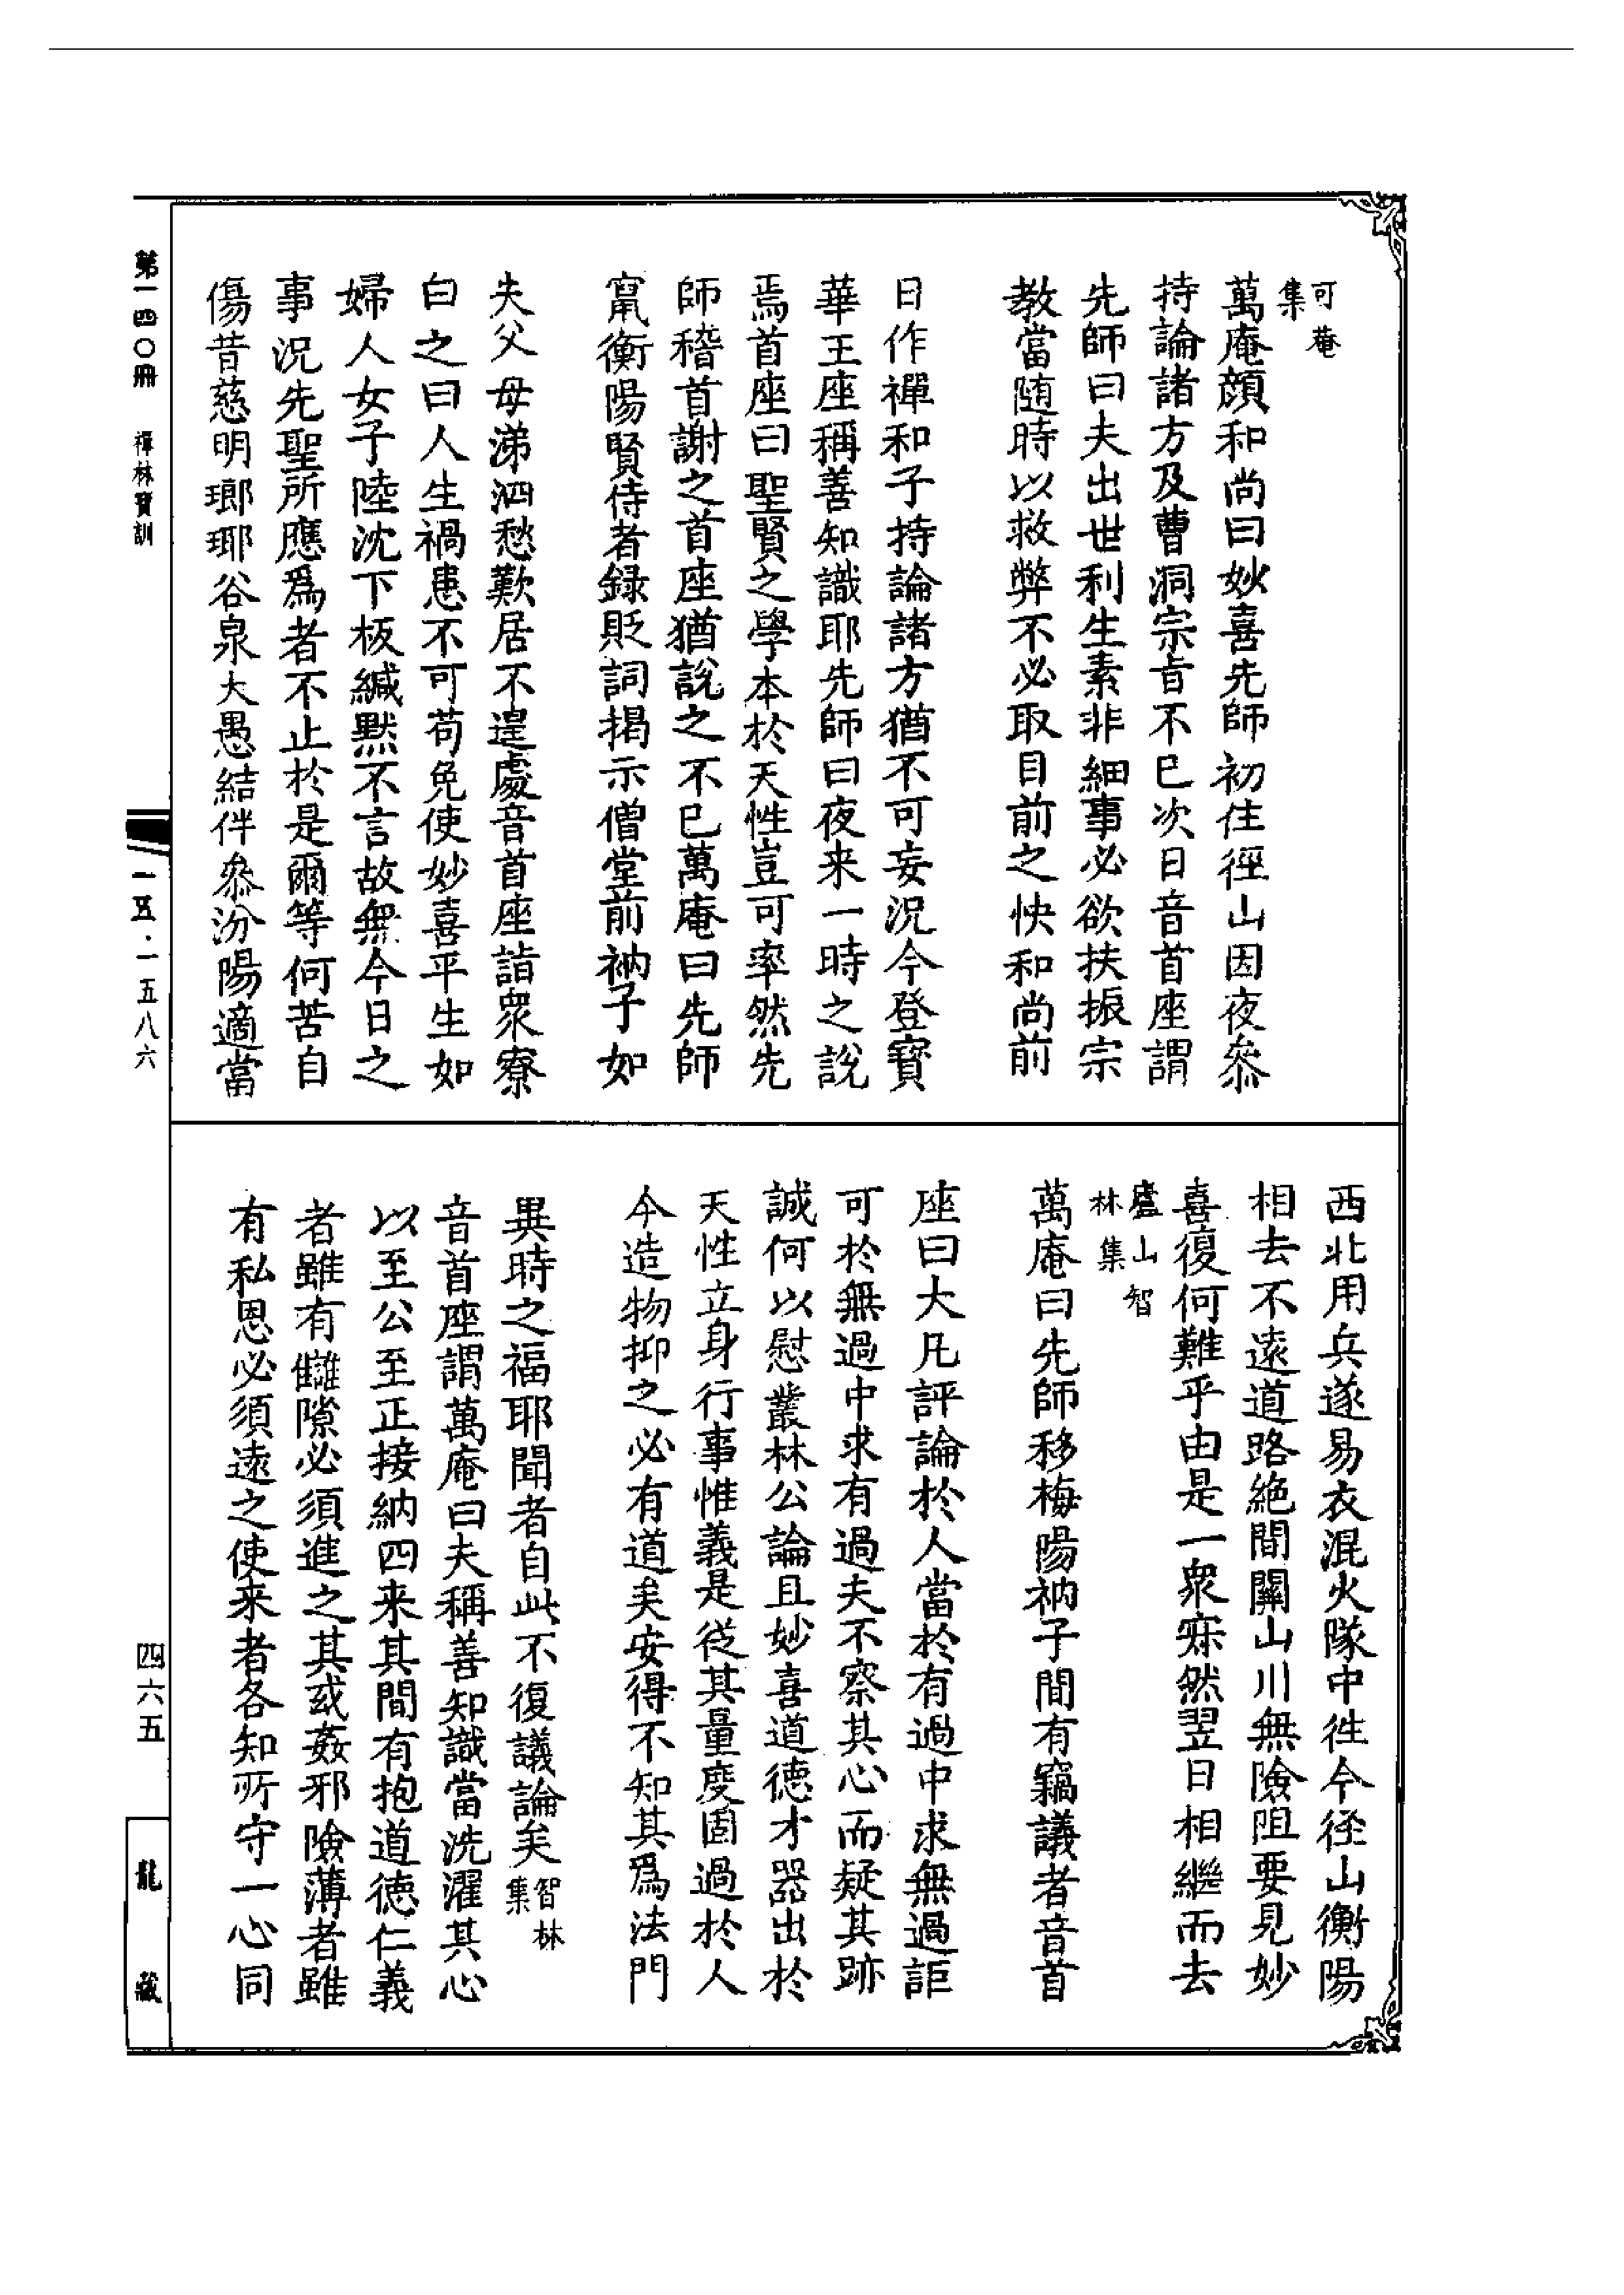 可菴
集
萬庵顔和尚曰妙喜先師初住徑山因夜叅
持論諸方及曹洞宗旨不已次日音首座謂
先師曰夫出世利生素非細事必欲扶振宗
教當随時以救弊不必取目前之快和尚前
日作禪和子持論諸方猶不可妄況今登寳
華王座稱善知識耶先師曰夜来一時之說
焉首座曰聖賢之學本於天性豈可率然先
師稽首謝之首座猶說之不已萬庵曰先師
竄衡陽賢侍者録貶詞揭示僧堂前衲子如
失父母涕泗愁歎居不遑處音首座詣衆寮
白之曰人生禍患不可苟免使妙喜平生如
婦人女子陸沈下板緘默不言故無今日之
事況先聖所應爲者不止於是爾等何苦自
傷昔慈明瑯琊谷泉大愚結伴叅汾陽適當
西北用兵遂易衣混火隊中徃今径山衡陽
相去不遠道路絶間關山川無險阻要見妙
喜復何難乎由是一衆寂然翌日相繼而去
廬山智
林集
萬庵曰先師移梅陽衲子間有竊議者音首
座曰大凡評論於人當於有過中求無過詎
可於無過中求有過夫不察其心而疑其跡
誠何以慰叢林公論且妙喜道徳才器出於
天性立身行事惟義是從其量度固過於人
今造物抑之必有道矣安得不知其爲法門
異時之福耶聞者自此不復議論矣智林
集
音首座謂萬庵曰夫稱善知識當洗濯其心
以至公至正接納四来其間有抱道徳仁義
者雖有讎隙必須進之其或姦邪險薄者雖
有私恩必須遠之使来者各知所守一心同
第一四〇冊 禪林寳訓
一五·一五八六
四六五
龍藏